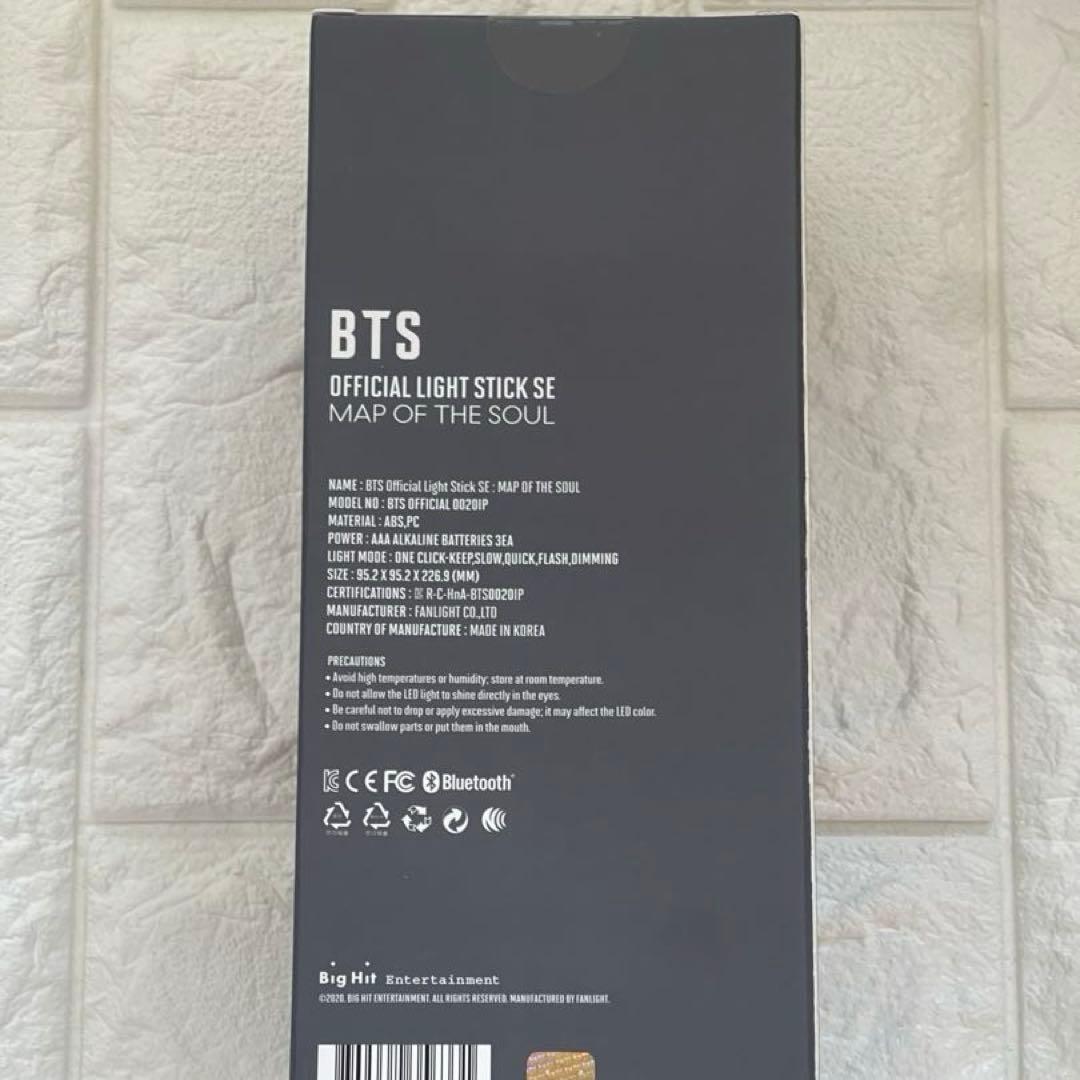 BTS
OFFICIAL LIGHT STICK SE
MAP OF THE SOUL
NAME : BTS Official Light Stick SE : MAP OF THE SOUL
MODEL NO : BTS OFFICIAL 0020IP
MATERIAL : ABS,PC
POWER : AAA ALKALINE BATTERIES 3EA
LIGHT MODE : ONE CLICK-KEEP,SLOW,QUICK,FLASH,DIMMING
SIZE : 95.2 X 95.2 X 226.9 (MM)
CERTIFICATIONS : R-C-HnA-BTS0020IP
MANUFACTURER : FANLIGHT CO.,LTD
COUNTRY OF MANUFACTURE : MADE IN KOREA
PRECAUTIONS
• Avoid high temperatures or humidity; store at room temperature.
• Do not allow the LED light to shine directly in the eyes.
• Be careful not to drop or apply excessive damage; it may affect the LED color.
• Do not swallow parts or put them in the mouth.
CE FC Bluetooth
Big Hit Entertainment
©2020. BIG HIT ENTERTAINMENT. ALL RIGHTS RESERVED. MANUFACTURED BY FANLIGHT.